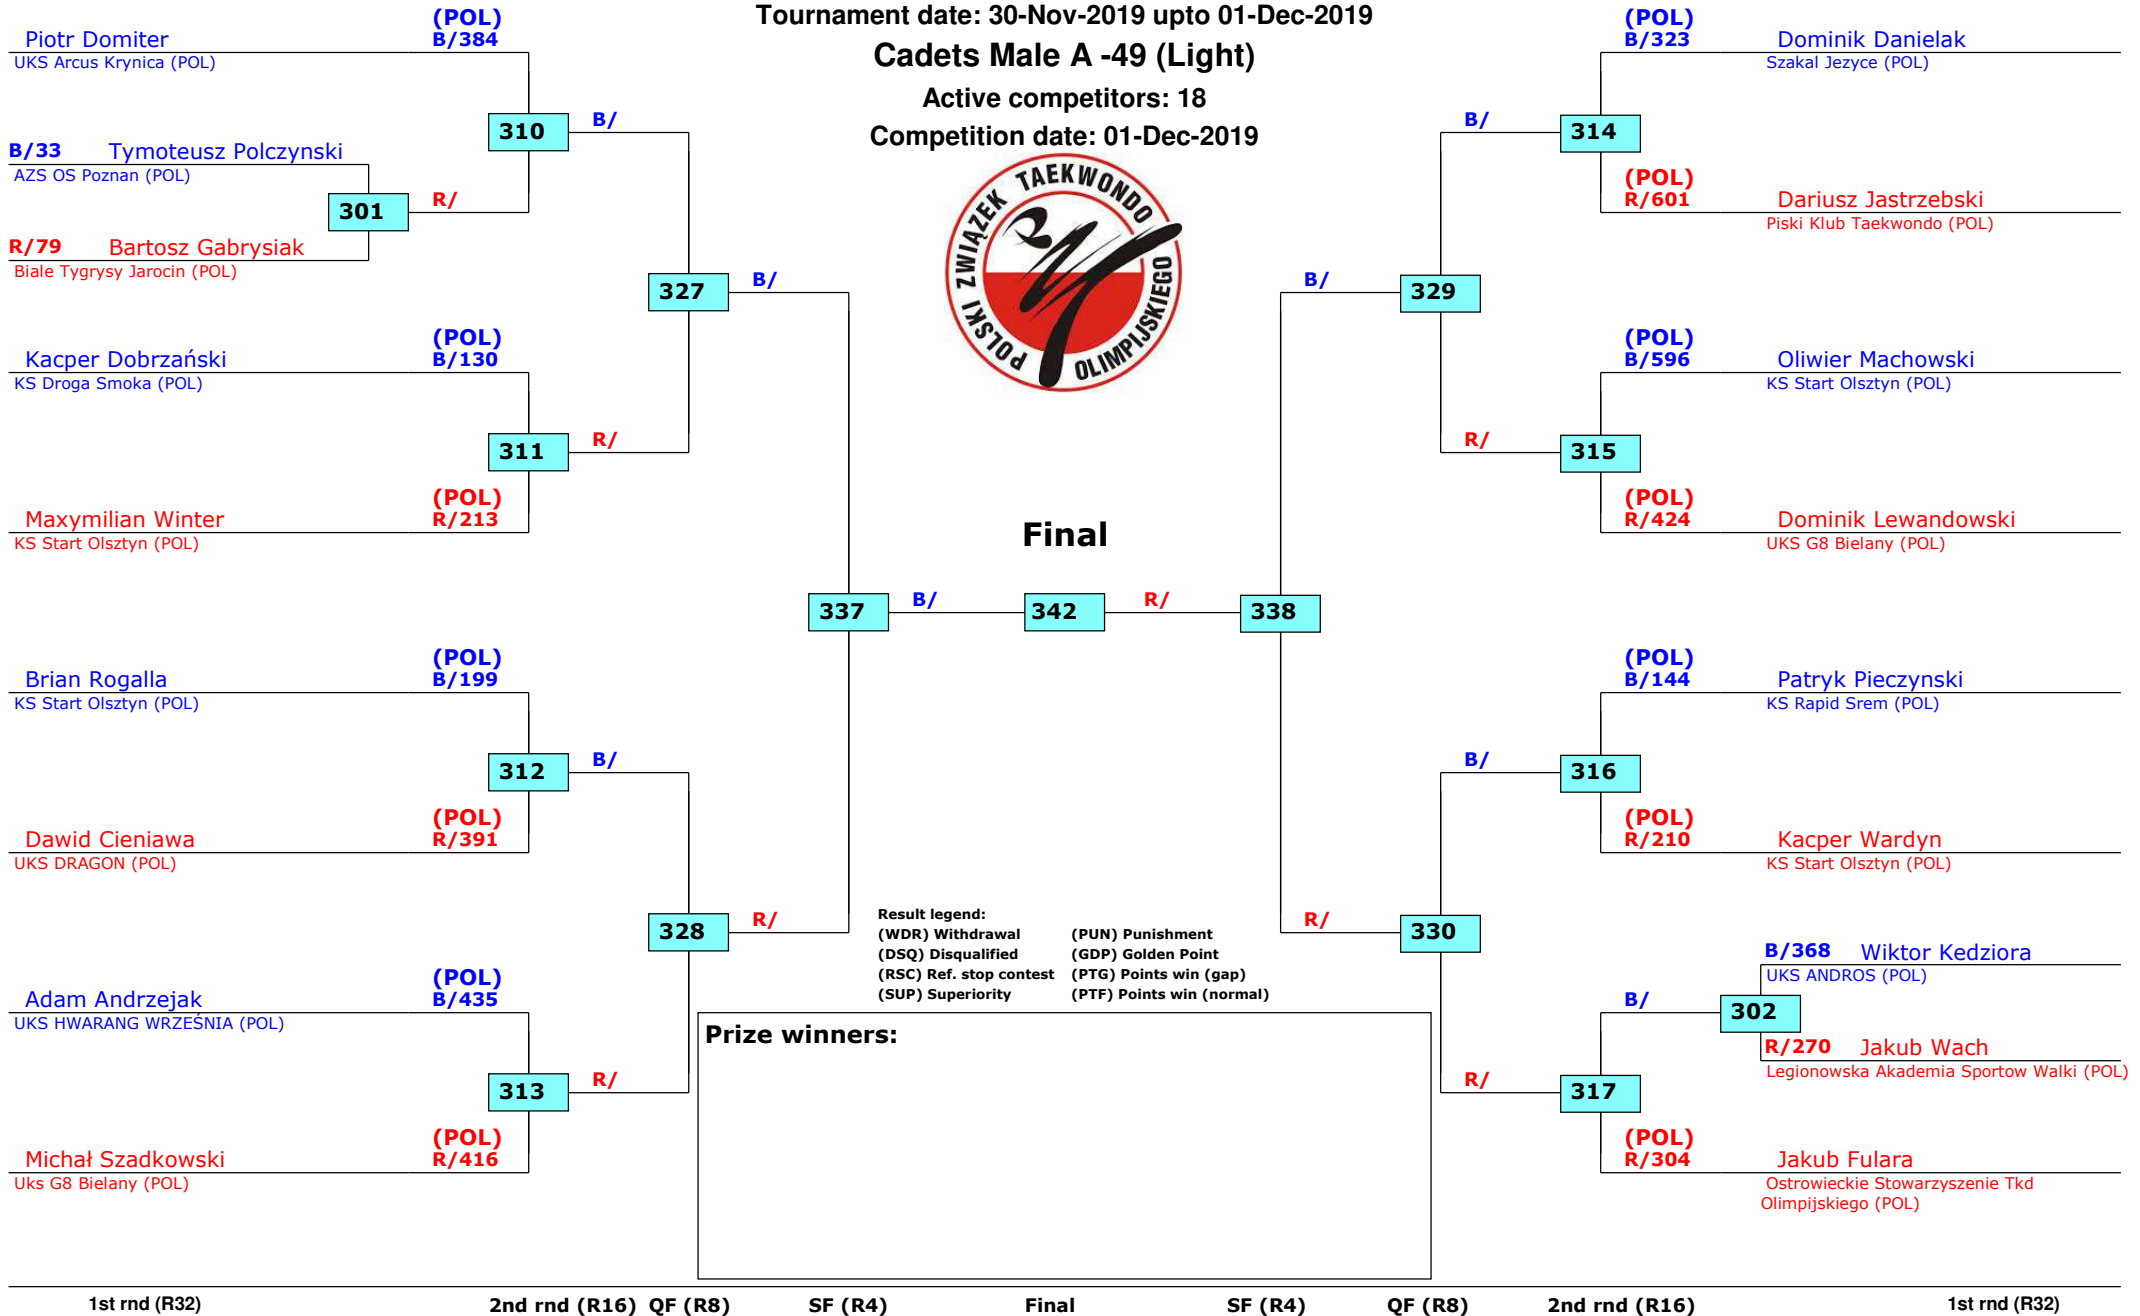 Tournament date: 30-Nov-2019 upto 01-Dec-2019
Cadets Male A -49 (Light)
Active competitors: 18
Competition date: 01-Dec-2019
POLSKI ZWIĄZEK TAEKWONDO OLIMPIJSKIEGO
(POL)
Piotr Domiter B/384
UKS Arcus Krynica (POL)
310 B/
B/33 Tymoteusz Polczynski
AZS OS Poznan (POL)
301 R/
R/79 Bartosz Gabrysiak
Biale Tygrysy Jarocin (POL)
327 B/
(POL)
Kacper Dobrzański B/130
KS Droga Smoka (POL)
311 R/
(POL)
Maxymilian Winter R/213
KS Start Olsztyn (POL)
337 B/
(POL)
Brian Rogalla B/199
KS Start Olsztyn (POL)
312 B/
(POL)
Dawid Cieniawa R/391
UKS DRAGON (POL)
328 R/
(POL)
Adam Andrzejak B/435
UKS HWARANG WRZEŚNIA (POL)
313 R/
(POL)
Michał Szadkowski R/416
Uks G8 Bielany (POL)
Final
342
(POL)
B/323 Dominik Danielak
Szakal Jezyce (POL)
B/ 314
(POL)
R/601 Dariusz Jastrzebski
Piski Klub Taekwondo (POL)
B/ 329
(POL)
B/596 Oliwier Machowski
KS Start Olsztyn (POL)
R/ 315
(POL)
R/424 Dominik Lewandowski
UKS G8 Bielany (POL)
R/ 338
(POL)
B/144 Patryk Pieczynski
KS Rapid Srem (POL)
B/ 316
(POL)
R/210 Kacper Wardyn
KS Start Olsztyn (POL)
R/ 330
B/368 Wiktor Kedziora
UKS ANDROS (POL)
B/ 302
R/270 Jakub Wach
Legionowska Akademia Sportow Walki (POL)
R/ 317
(POL)
R/304 Jakub Fulara
Ostrowieckie Stowarzyszenie Tkd
Olimpijskiego (POL)
Result legend:
(WDR) Withdrawal (PUN) Punishment
(DSQ) Disqualified (GDP) Golden Point
(RSC) Ref. stop contest (PTG) Points win (gap)
(SUP) Superiority (PTF) Points win (normal)
Prize winners:
1st rnd (R32) 2nd rnd (R16) QF (R8) SF (R4) Final SF (R4) QF (R8) 2nd rnd (R16) 1st rnd (R32)